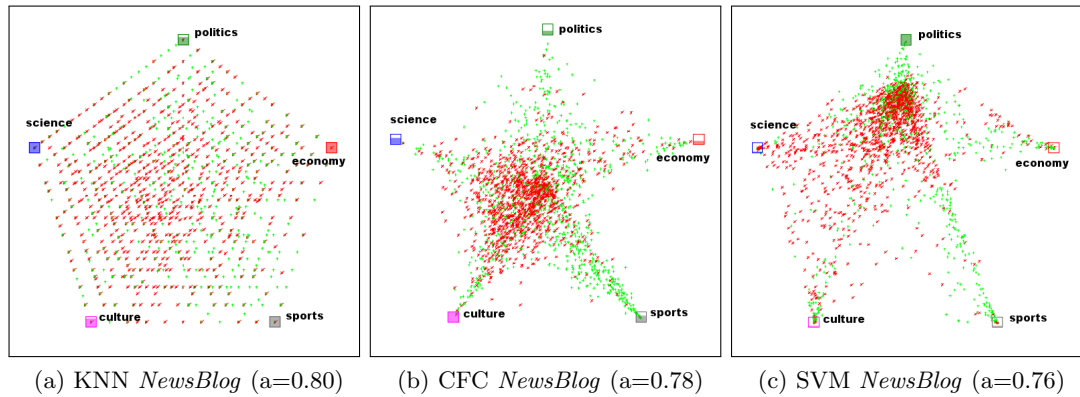 politics
science
economy
culture
sports
(a) KNN NewsBlog (a=0.80)
politics
science
economy
culture
sports
(b) CFC NewsBlog (a=0.78)
politics
science
economy
culture
sports
(c) SVM NewsBlog (a=0.76)